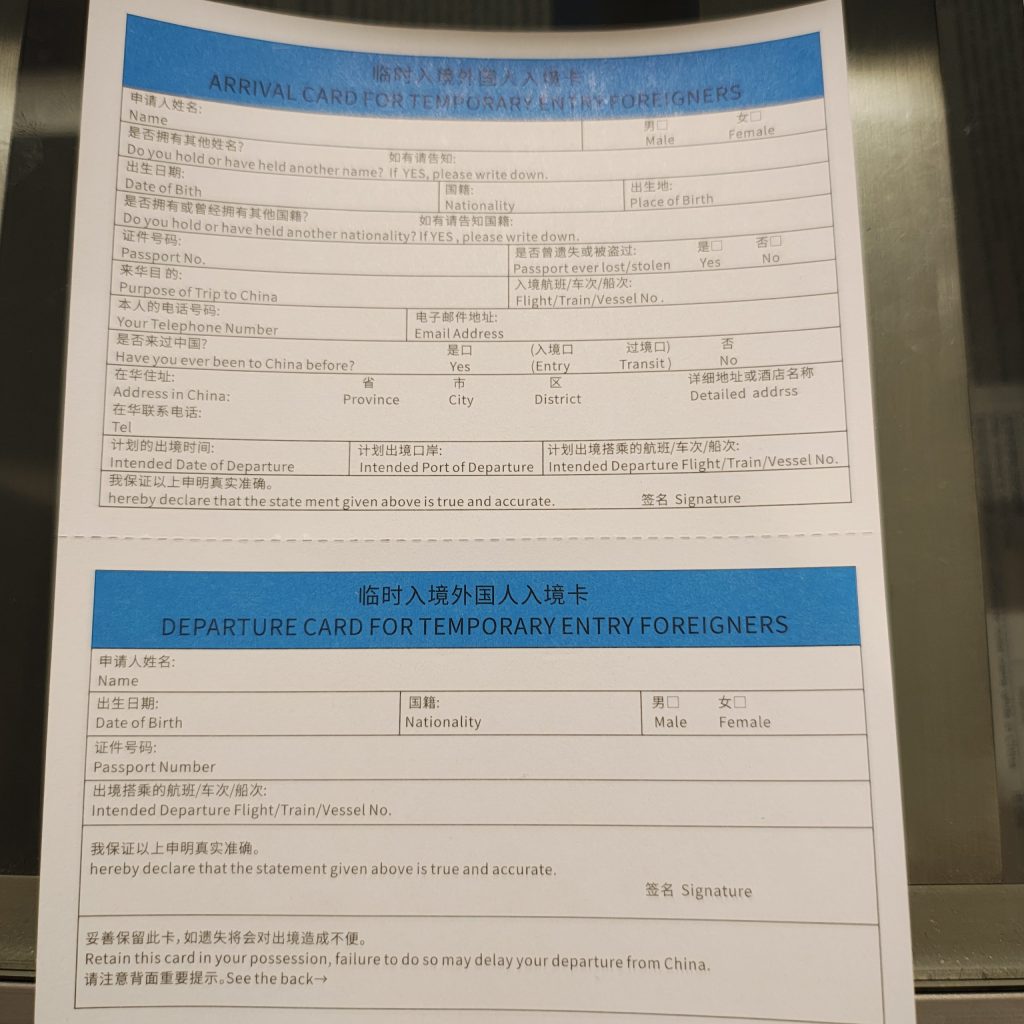 临时入境外国人入境卡
ARRIVAL CARD FOR TEMPORARY ENTRY FOREIGNERS
申请人姓名: 男□ 女□
Name Male Female
是否拥有其他姓名? 如有请告知:
Do you hold or have held another name? If YES, please write down.
出生日期: 国籍: 出生地:
Date of Bith Nationality Place of Birth
是否拥有或曾经拥有其他国籍? 如有请告知国籍:
Do you hold or have held another nationality? If YES , please write down.
证件号码: 是否曾遗失或被盗过: 是□ 否□
Passport No. Passport ever lost/stolen Yes No
来华目的: 入境航班/车次/船次:
Purpose of Trip to China Flight/Train/Vessel No .
本人的电话号码: 电子邮件地址:
Your Telephone Number Email Address
是否来过中国? 是口 (入境口 过境口) 否
Have you ever been to China before? Yes (Entry Transit) No
在华住址: 省 市 区 详细地址或酒店名称
Address in China: Province City District Detailed addrss
在华联系电话:
Tel
计划的出境时间: 计划出境口岸: 计划出境搭乘的航班/车次/船次:
Intended Date of Departure Intended Port of Departure Intended Departure Flight/Train/Vessel No.
我保证以上申明真实准确。
hereby declare that the state ment given above is true and accurate. 签名 Signature
临时入境外国人入境卡
DEPARTURE CARD FOR TEMPORARY ENTRY FOREIGNERS
申请人姓名:
Name
出生日期: 国籍: 男□ 女□
Date of Birth Nationality Male Female
证件号码:
Passport Number
出境搭乘的航班/车次/船次:
Intended Departure Flight/Train/Vessel No.
我保证以上申明真实准确。
hereby declare that the statement given above is true and accurate.
签名 Signature
妥善保留此卡,如遗失将会对出境造成不便。
Retain this card in your possession, failure to do so may delay your departure from China.
请注意背面重要提示。See the back→